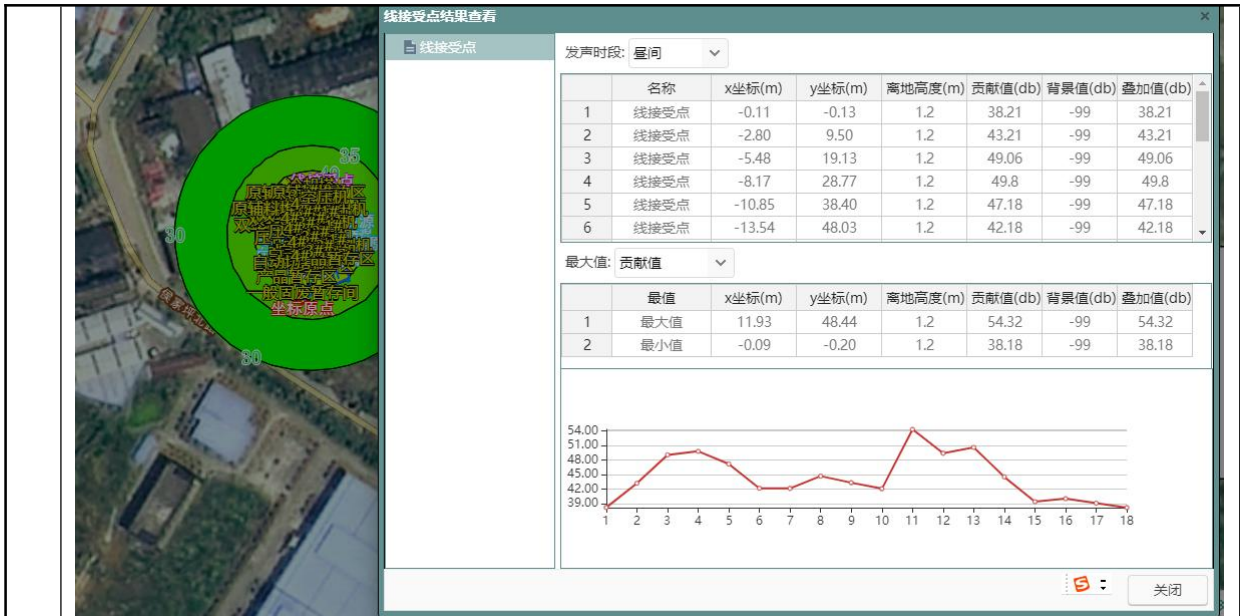 线接受点结果查看
线接受点
发声时段: 昼间
名称 x坐标(m) y坐标(m) 离地高度(m) 贡献值(db) 背景值(db) 叠加值(db)
1 线接受点 -0.11 -0.13 1.2 38.21 -99 38.21
2 线接受点 -2.80 9.50 1.2 43.21 -99 43.21
3 线接受点 -5.48 19.13 1.2 49.06 -99 49.06
4 线接受点 -8.17 28.77 1.2 49.8 -99 49.8
5 线接受点 -10.85 38.40 1.2 47.18 -99 47.18
6 线接受点 -13.54 48.03 1.2 42.18 -99 42.18
最大值: 贡献值
最值 x坐标(m) y坐标(m) 离地高度(m) 贡献值(db) 背景值(db) 叠加值(db)
1 最大值 11.93 48.44 1.2 54.32 -99 54.32
2 最小值 -0.09 -0.20 1.2 38.18 -99 38.18
54.00
51.00
48.00
45.00
42.00
39.00
1 2 3 4 5 6 7 8 9 10 11 12 13 14 15 16 17 18
关闭
35
30
产品暂存区
一般固废暂存间
坐标原点
30